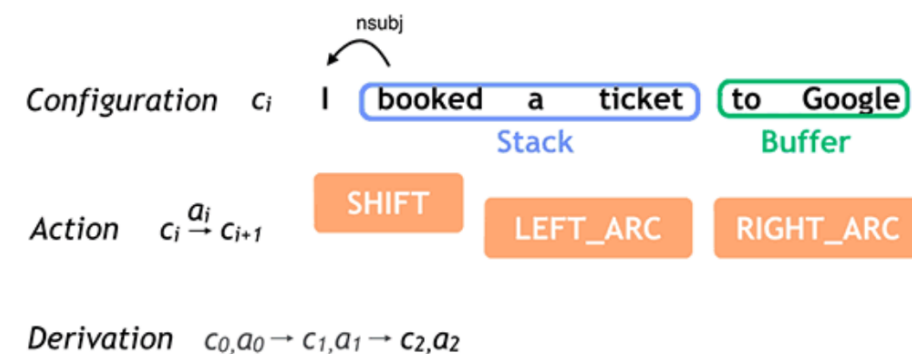 nsubj
Configuration cᵢ I booked a ticket to Google
Stack Buffer
SHIFT
Action cᵢ aᵢ→ cᵢ₊₁ LEFT_ARC RIGHT_ARC
Derivation c₀,a₀ → c₁,a₁ → c₂,a₂